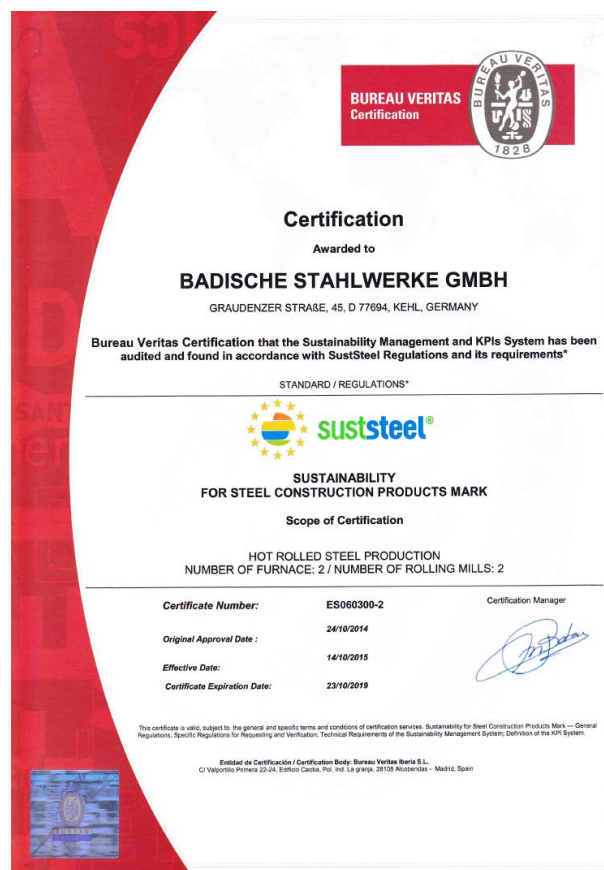 BUREAU VERITAS
Certification
BUREAU VERITAS
1828
Certification
Awarded to
BADISCHE STAHLWERKE GMBH
GRAUDENZER STRAßE, 45, D 77694, KEHL, GERMANY
Bureau Veritas Certification that the Sustainability Management and KPIs System has been
audited and found in accordance with SustSteel Regulations and its requirements*
STANDARD / REGULATIONS*
suststeel®
SUSTAINABILITY
FOR STEEL CONSTRUCTION PRODUCTS MARK
Scope of Certification
HOT ROLLED STEEL PRODUCTION
NUMBER OF FURNACE: 2 / NUMBER OF ROLLING MILLS: 2
Certificate Number: ES060300-2
Certification Manager
Original Approval Date : 24/10/2014
Effective Date: 14/10/2015
Certificate Expiration Date: 23/10/2019
This certificate is valid, subject to the general and specific terms and conditions of certification services. Sustainability for Steel Construction Products Mark — General
Regulations; Specific Regulations for Requesting and Verification; Technical Requirements of the Sustainability Management System; Definition of the KPI System.
Entidad de Certificación / Certification Body: Bureau Veritas Iberia S.L.
C/ Valportillo Primera 22-24, Edificio Caoba, Pol. Ind. La granja, 28108 Alcobendas - Madrid, Spain